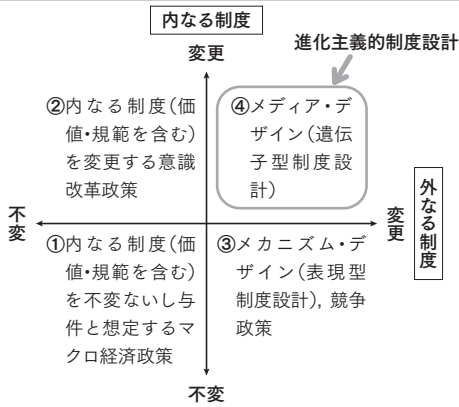 内なる制度
進化主義的制度設計
変更
②内なる制度(価
値・規範を含む)
を変更する意識
改革政策
④メディア・デ
ザイン(遺伝
子型制度設
計)
不変
変更
外なる制度
①内なる制度(価
値・規範を含む)
を不変ないし与
件と想定するマ
クロ経済政策
③メカニズム・デ
ザイン(表現型
制度設計), 競争
政策
不変